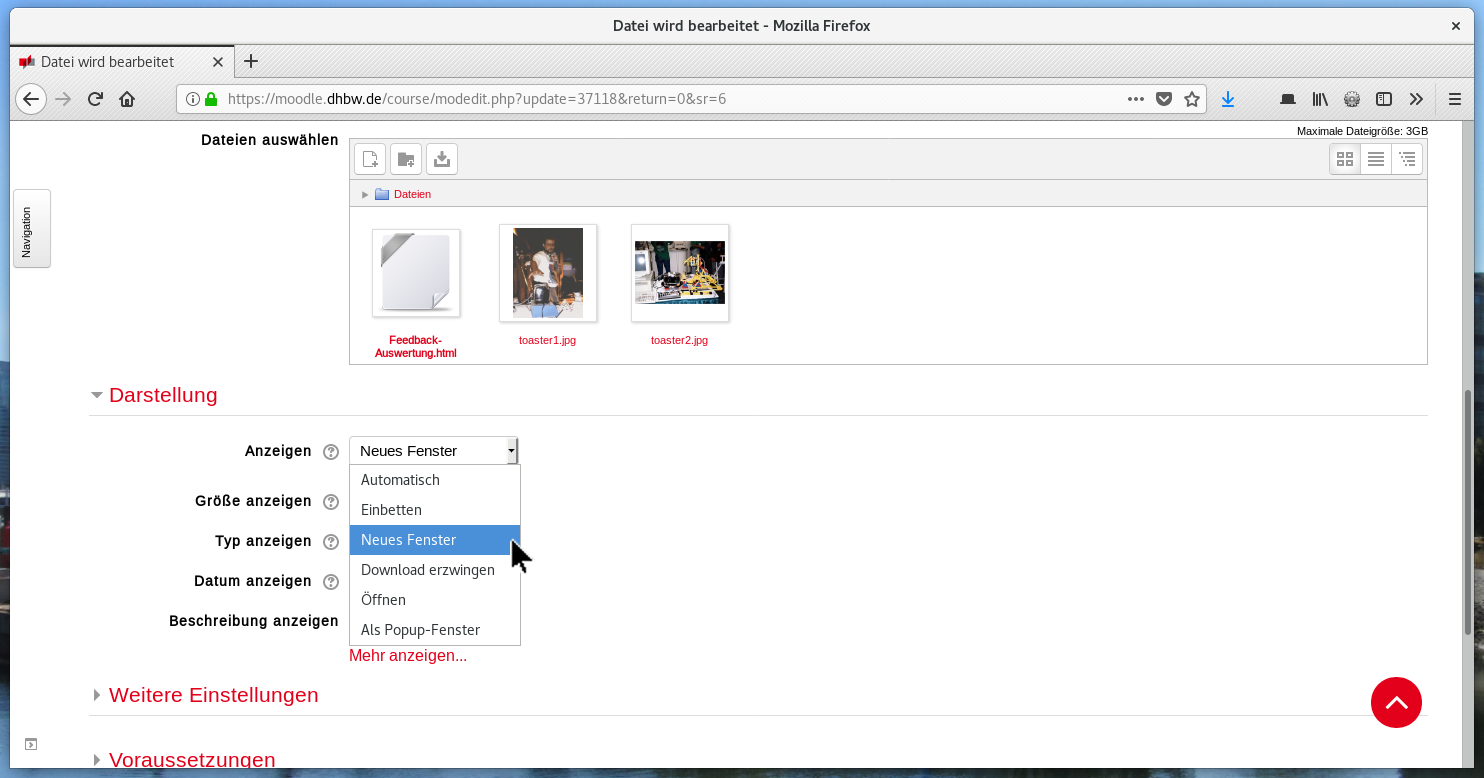 Datei wird bearbeitet - Mozilla Firefox
Datei wird bearbeitet
https://moodle.dhbw.de/course/modedit.php?update=37118&return=0&sr=6
Maximale Dateigröße: 3GB
Dateien auswählen
Dateien
Navigation
Feedback-
Auswertung.html
toaster1.jpg
toaster2.jpg
Darstellung
Anzeigen
Neues Fenster
Automatisch
Größe anzeigen
Einbetten
Typ anzeigen
Neues Fenster
Datum anzeigen
Download erzwingen
Öffnen
Beschreibung anzeigen
Als Popup-Fenster
Mehr anzeigen...
Weitere Einstellungen
Voraussetzungen